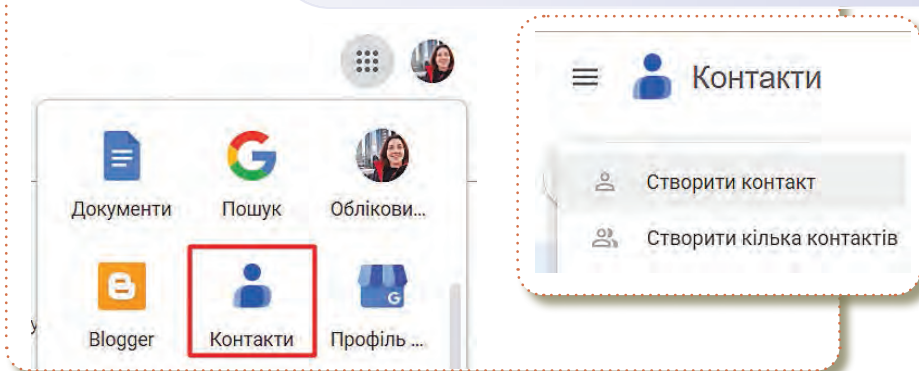 Документи Пошук Облікови...
Blogger Контакти Профіль ...
Контакти
Створити контакт
Створити кілька контактів